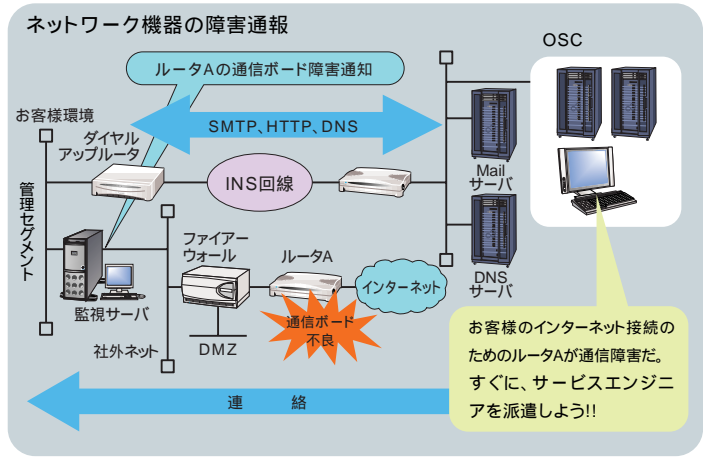 ネットワーク機器の障害通報
OSC
ルータAの通信ボード障害通知
お客様環境
SMTP、HTTP、DNS
ダイヤル
アップルータ
INS回線
Mail
サーバ
管理セグメント
ファイアー
ウォール
ルータA
インターネット
DNS
サーバ
監視サーバ
通信ボード
不良
社外ネット
DMZ
お客様のインターネット接続の
ためのルータAが通信障害だ。
すぐに、サービスエンジニ
アを派遣しよう!!
連　絡